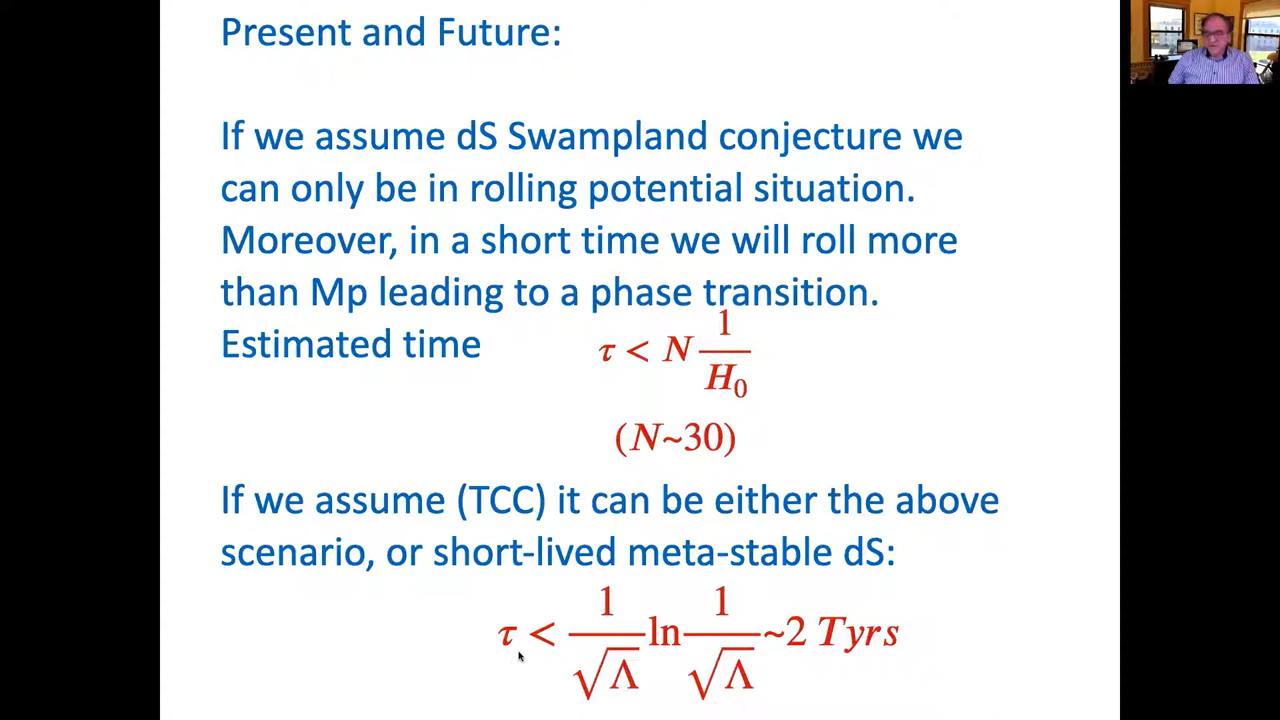 Present and Future:
If we assume dS Swampland conjecture we
can only be in rolling potential situation.
Moreover, in a short time we will roll more
than Mp leading to a phase transition.
Estimated time τ < N 1/H₀
(N~30)
If we assume (TCC) it can be either the above
scenario, or short-lived meta-stable dS:
τ < 1/√Λ ln 1/√Λ ~2 Tyrs